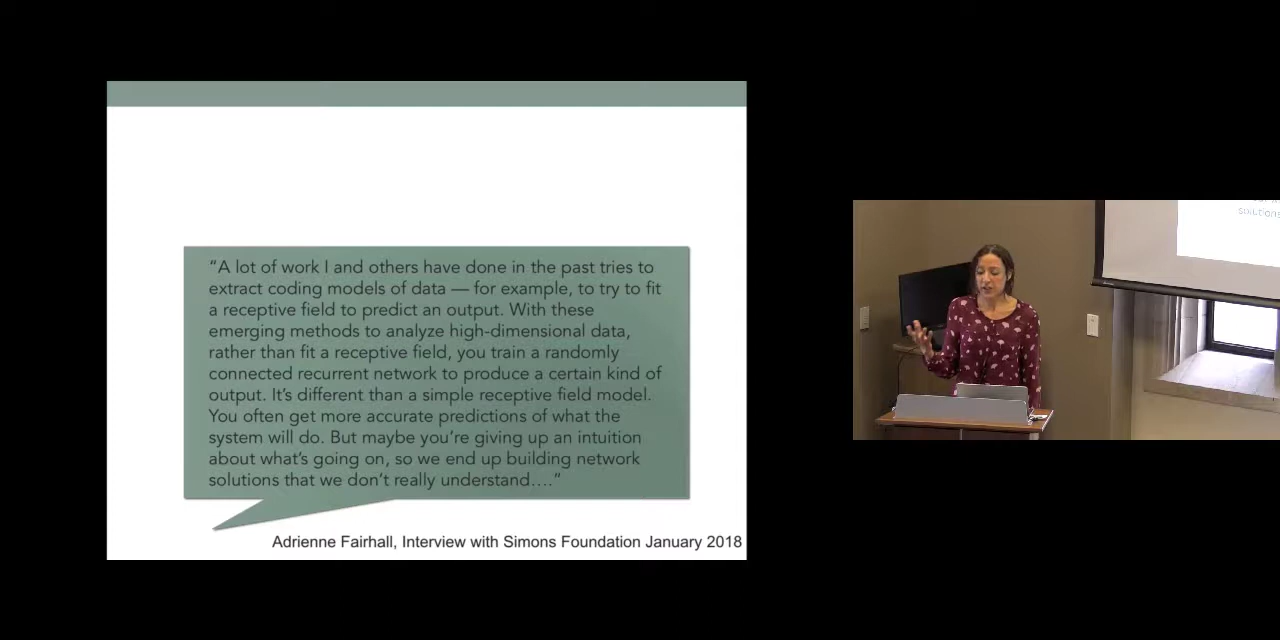 “A lot of work I and others have done in the past tries to
extract coding models of data — for example, to try to fit
a receptive field to predict an output. With these
emerging methods to analyze high-dimensional data,
rather than fit a receptive field, you train a randomly
connected recurrent network to produce a certain kind of
output. It’s different than a simple receptive field model.
You often get more accurate predictions of what the
system will do. But maybe you’re giving up an intuition
about what’s going on, so we end up building network
solutions that we don’t really understand….”
Adrienne Fairhall, Interview with Simons Foundation January 2018
solutions